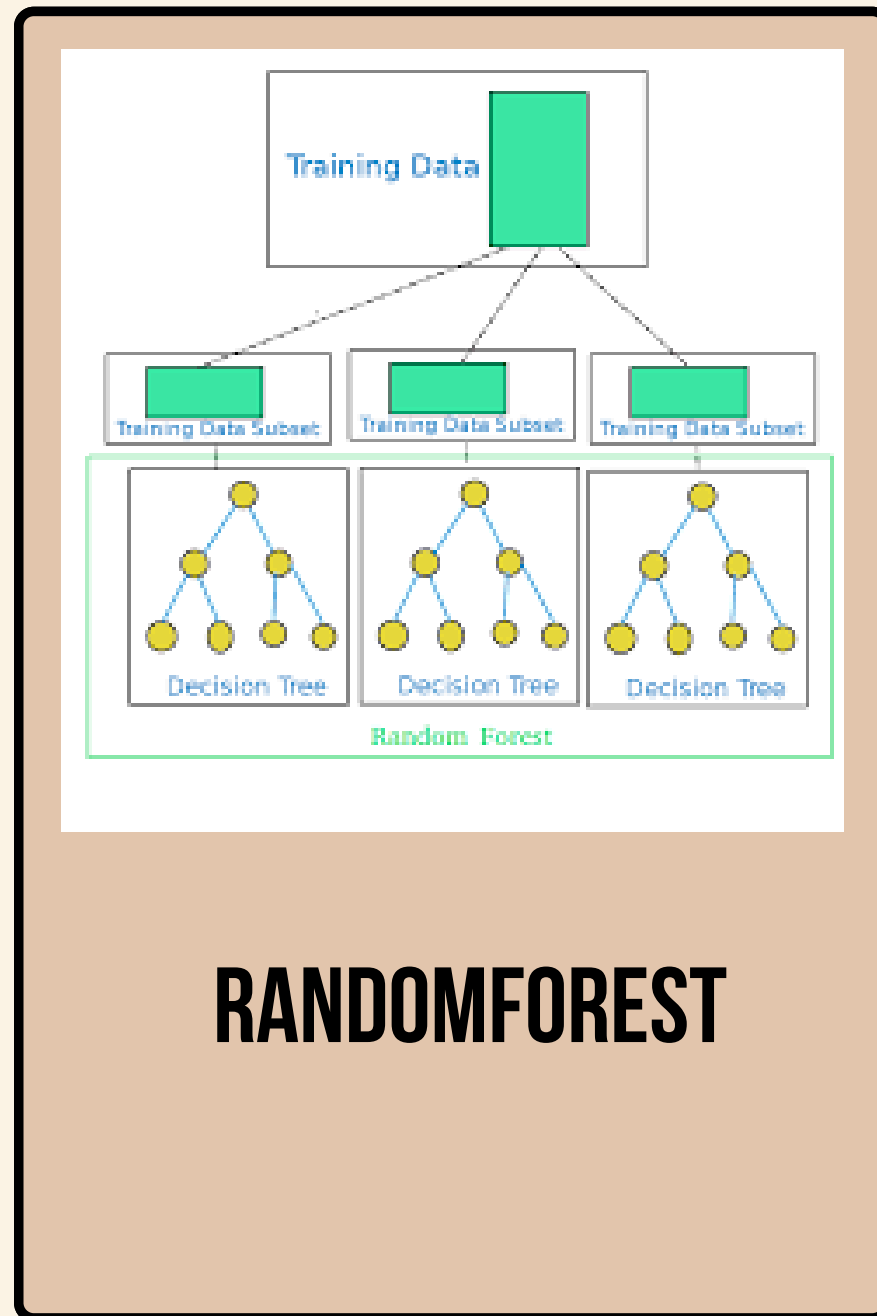 Training Data
Training Data Subset
Training Data Subset
Training Data Subset
Decision Tree
Decision Tree
Decision Tree
Random Forest
RANDOMFOREST